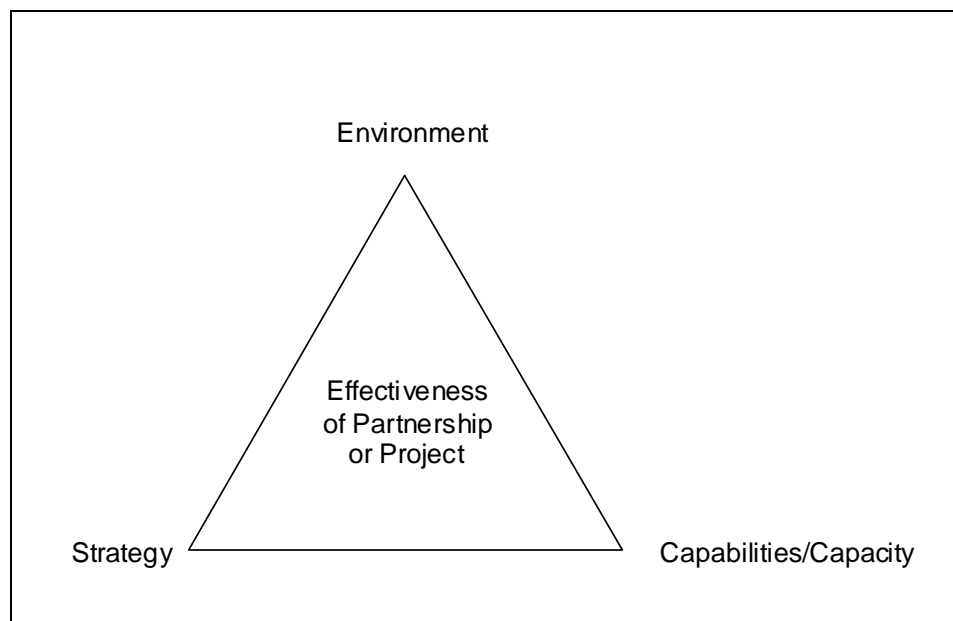 Environment
Effectiveness
of Partnership
or Project
Strategy
Capabilities/Capacity